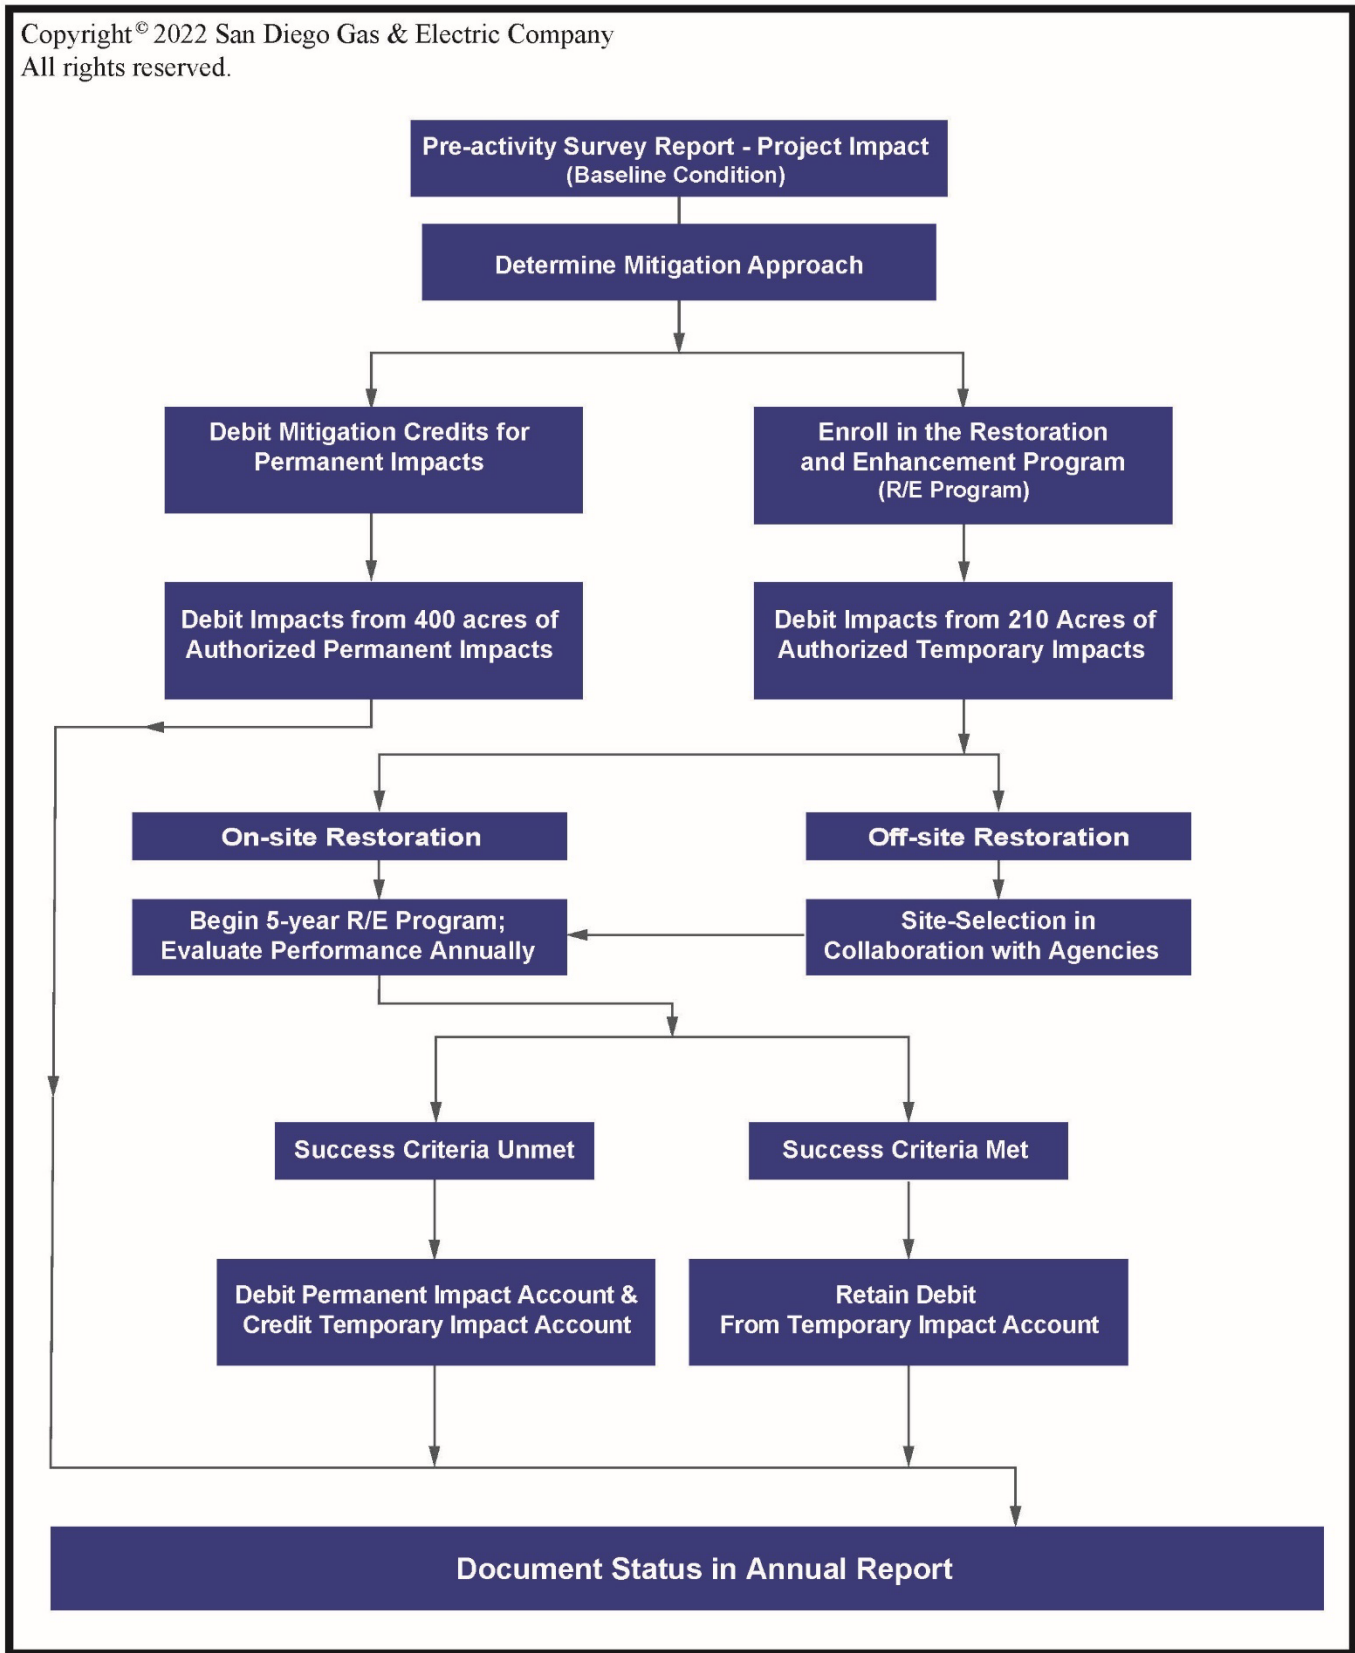 Copyright© 2022 San Diego Gas & Electric Company
All rights reserved.
Pre-activity Survey Report - Project Impact
(Baseline Condition)
Determine Mitigation Approach
Debit Mitigation Credits for
Permanent Impacts
Enroll in the Restoration
and Enhancement Program
(R/E Program)
Debit Impacts from 400 acres of
Authorized Permanent Impacts
Debit Impacts from 210 Acres of
Authorized Temporary Impacts
On-site Restoration
Off-site Restoration
Begin 5-year R/E Program;
Evaluate Performance Annually
Site-Selection in
Collaboration with Agencies
Success Criteria Unmet
Success Criteria Met
Debit Permanent Impact Account &
Credit Temporary Impact Account
Retain Debit
From Temporary Impact Account
Document Status in Annual Report